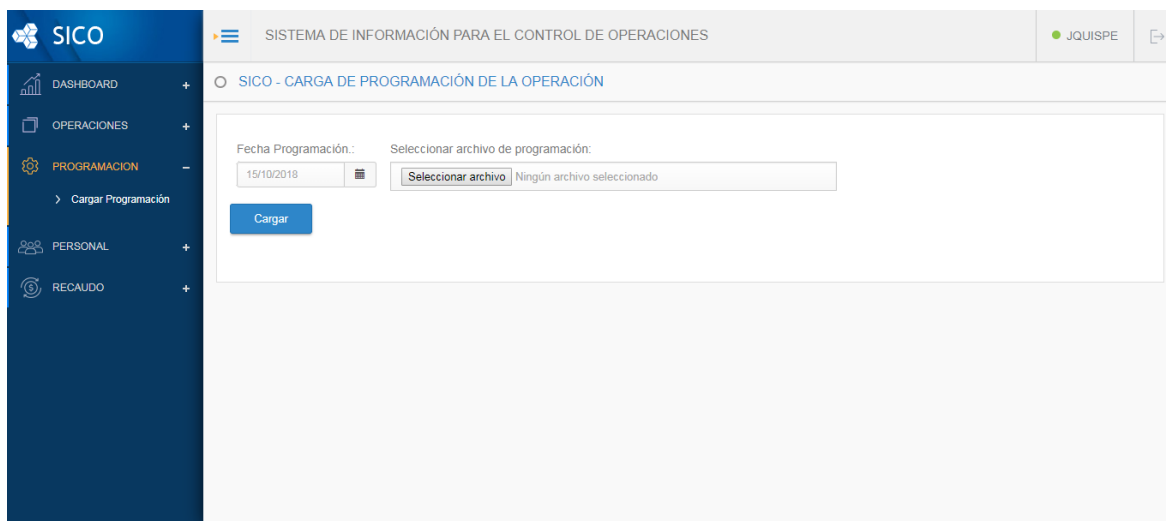 SICO
SISTEMA DE INFORMACIÓN PARA EL CONTROL DE OPERACIONES
JQUISPE
DASHBOARD +
SICO - CARGA DE PROGRAMACIÓN DE LA OPERACIÓN
OPERACIONES +
PROGRAMACION −
> Cargar Programación
PERSONAL +
RECAUDO +
Fecha Programación.:
Seleccionar archivo de programación:
15/10/2018
Seleccionar archivo Ningún archivo seleccionado
Cargar